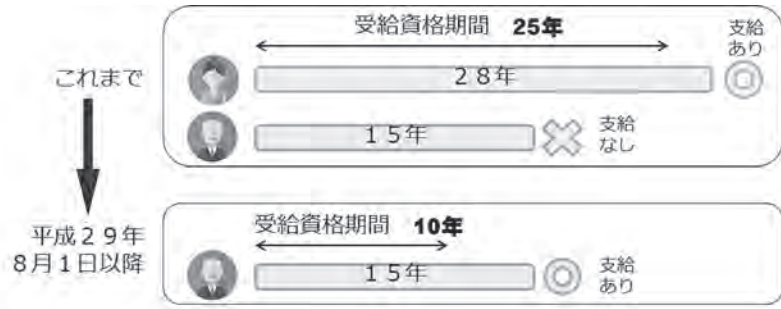 受給資格期間 25年
支給
あり
これまで
28年
15年
支給
なし
平成29年
8月1日以降
受給資格期間 10年
15年
支給
あり